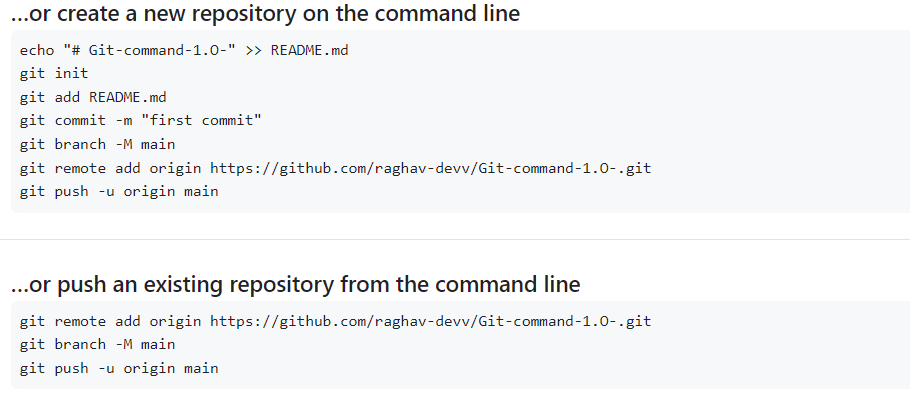 ...or create a new repository on the command line
echo "# Git-command-1.O-" >> README.md
git init
git add README.md
git commit -m "first commit"
git branch -M main
git remote add origin https://github.com/raghav-devv/Git-command-1.O-.git
git push -u origin main
...or push an existing repository from the command line
git remote add origin https://github.com/raghav-devv/Git-command-1.O-.git
git branch -M main
git push -u origin main